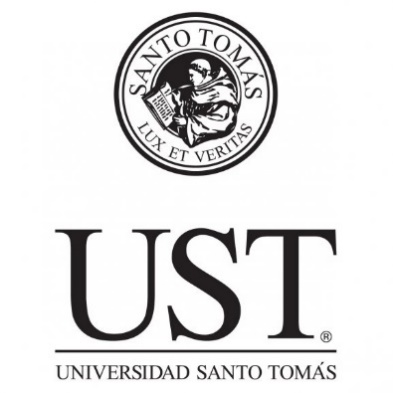 SANTO TOMÁS
LUX ET VERITAS
UST®
UNIVERSIDAD SANTO TOMÁS